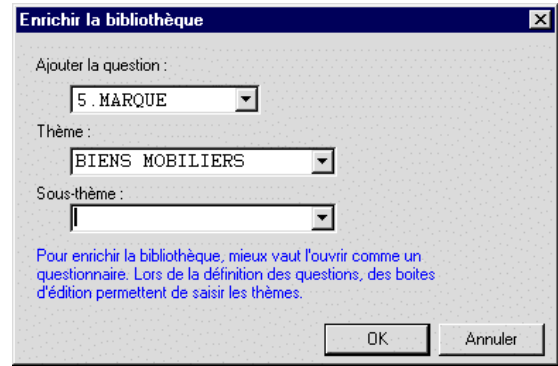 Enrichir la bibliothèque
Ajouter la question :
5.MARQUE
Thème :
BIENS MOBILIERS
Sous-thème :
Pour enrichir la bibliothèque, mieux vaut l'ouvrir comme un
questionnaire. Lors de la définition des questions, des boites
d'édition permettent de saisir les thèmes.
OK Annuler